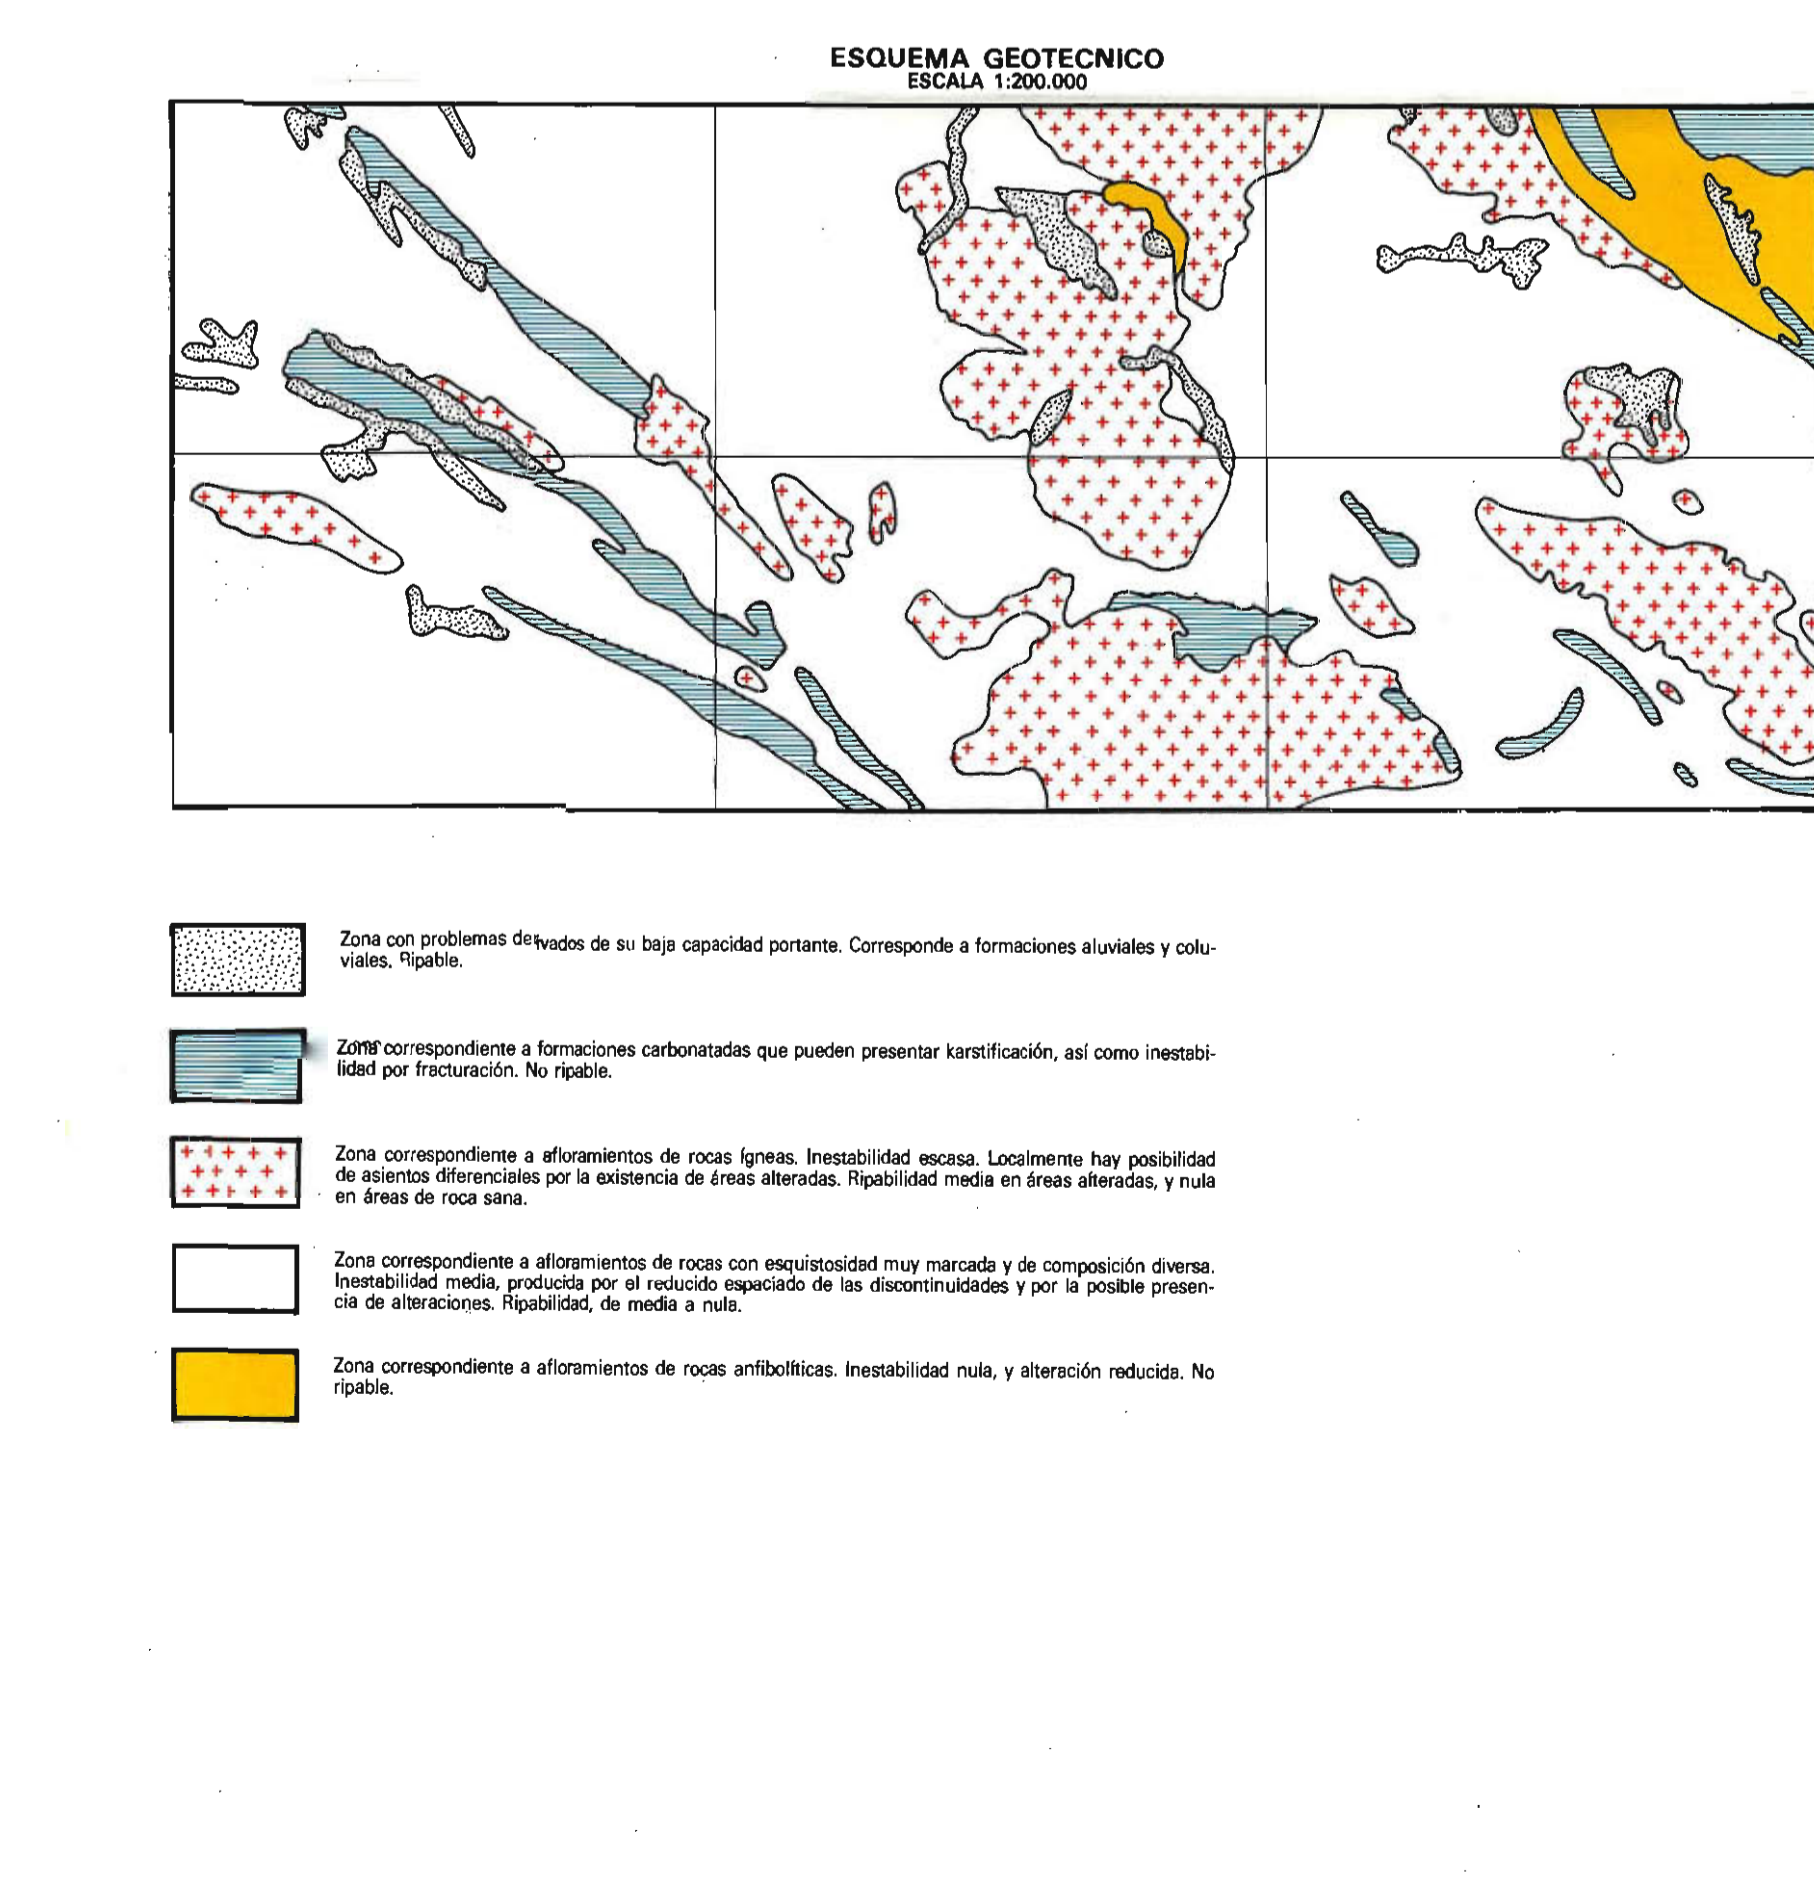 ESQUEMA GEOTECNICO
ESCALA 1:200.000
Zona con problemas derivados de su baja capacidad portante. Corresponde a formaciones aluviales y colu-
viales. Ripable.
Zona correspondiente a formaciones carbonatadas que pueden presentar karstificación, así como inestabi-
lidad por fracturación. No ripable.
Zona correspondiente a afloramientos de rocas ígneas. Inestabilidad escasa. Localmente hay posibilidad
de asientos diferenciales por la existencia de áreas alteradas. Ripabilidad media en áreas alteradas, y nula
en áreas de roca sana.
Zona correspondiente a afloramientos de rocas con esquistosidad muy marcada y de composición diversa.
Inestabilidad media, producida por el reducido espaciado de las discontinuidades y por la posible presen-
cia de alteraciones. Ripabilidad, de media a nula.
Zona correspondiente a afloramientos de rocas anfibolíticas. Inestabilidad nula, y alteración reducida. No
ripable.